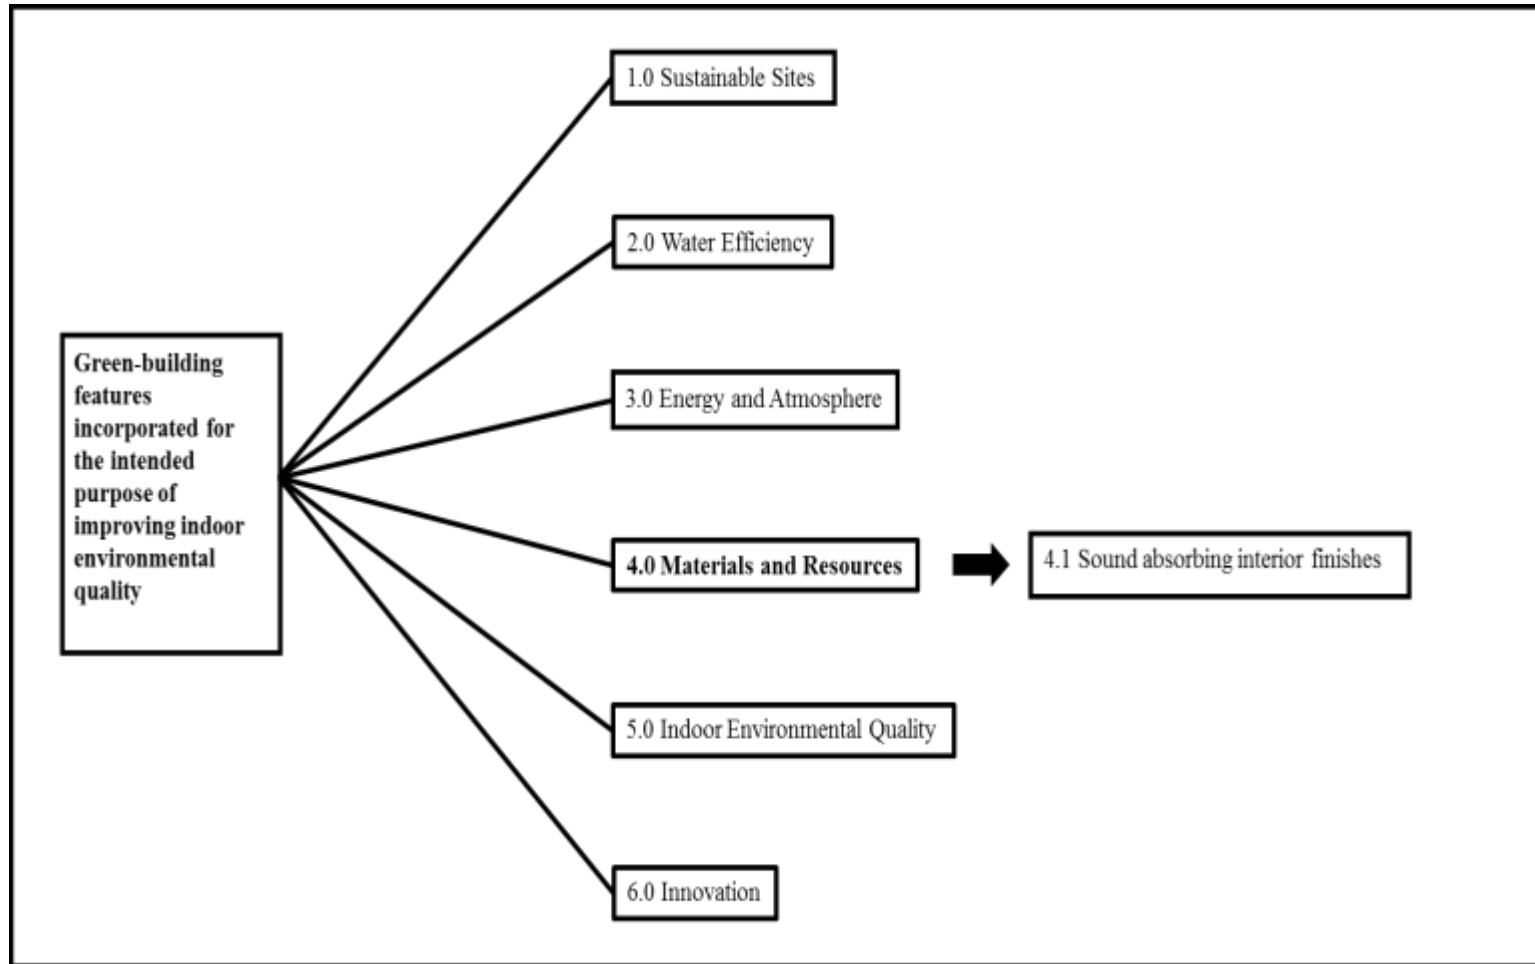 1.0 Sustainable Sites
2.0 Water Efficiency
Green-building
features
incorporated for
the intended
purpose of
improving indoor
environmental
quality
3.0 Energy and Atmosphere
4.0 Materials and Resources
4.1 Sound absorbing interior finishes
5.0 Indoor Environmental Quality
6.0 Innovation